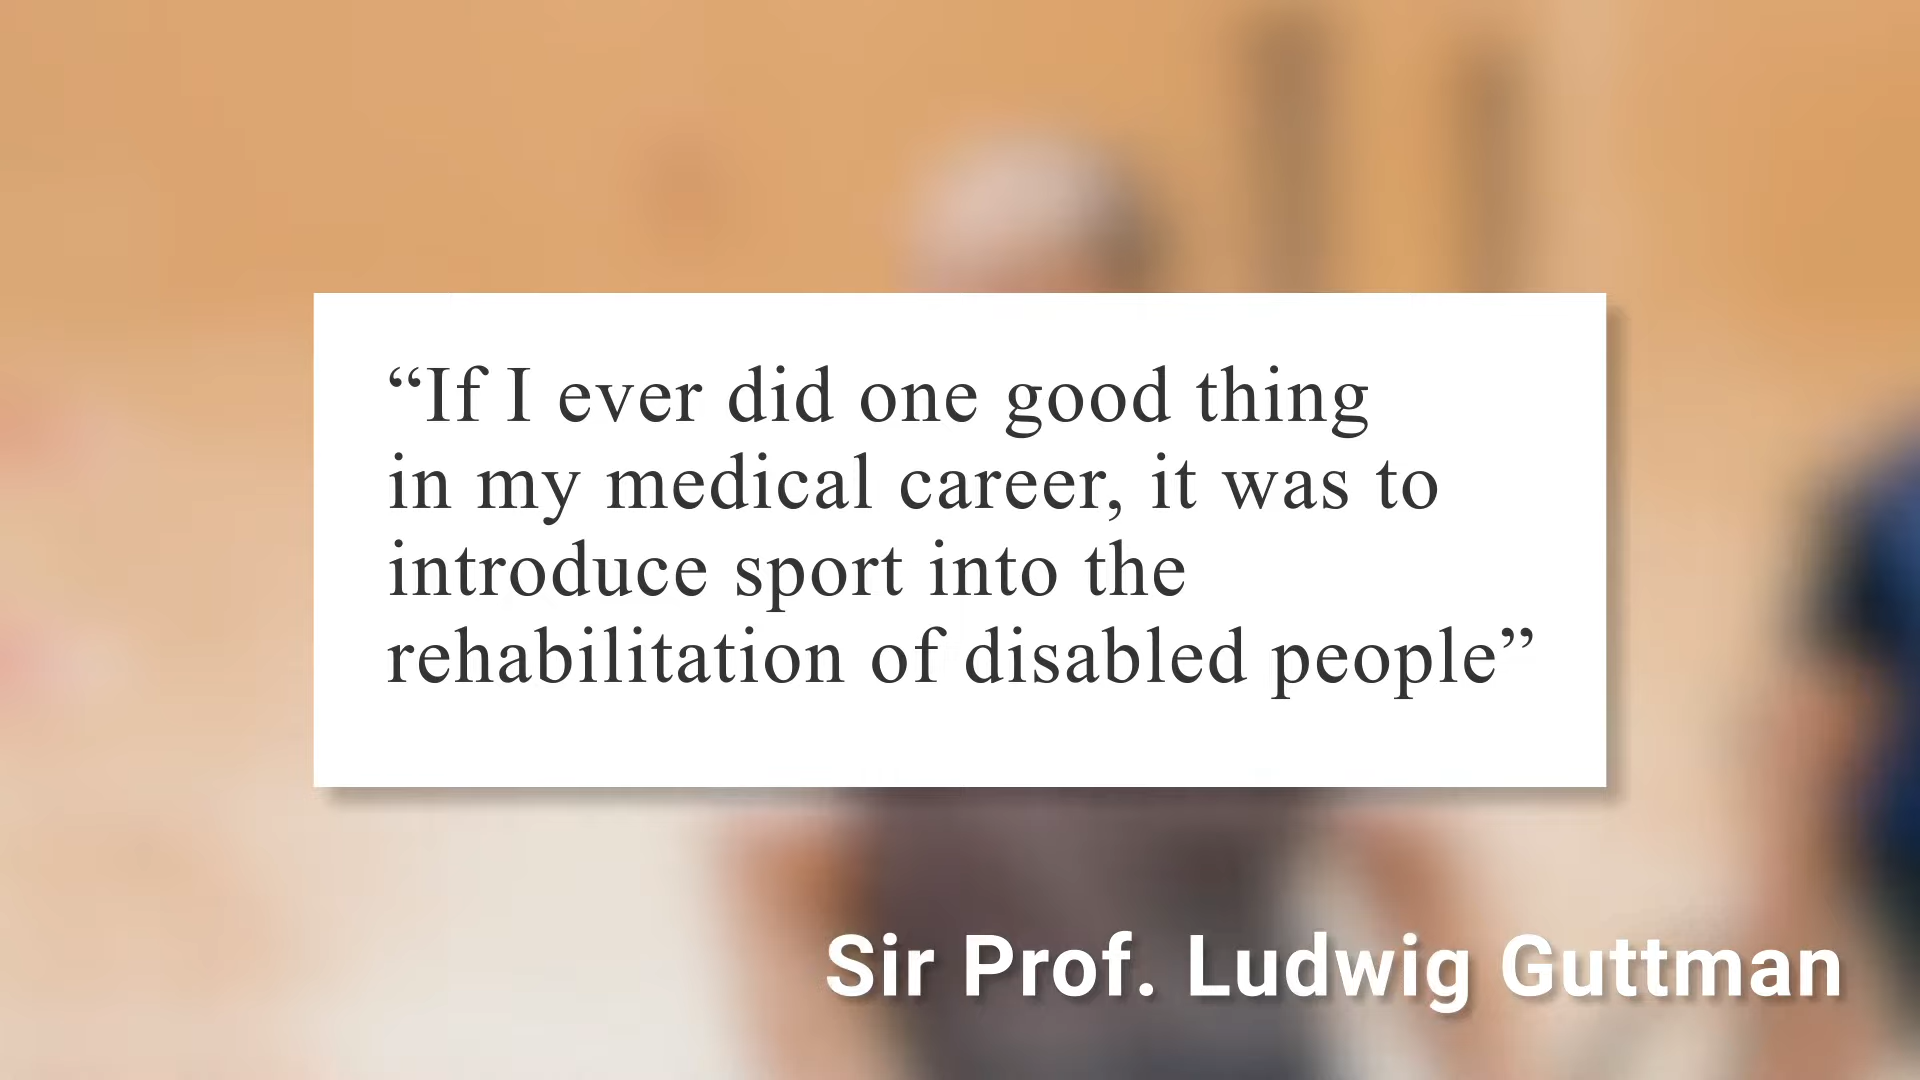 “If I ever did one good thing
in my medical career, it was to
introduce sport into the
rehabilitation of disabled people”
Sir Prof. Ludwig Guttman